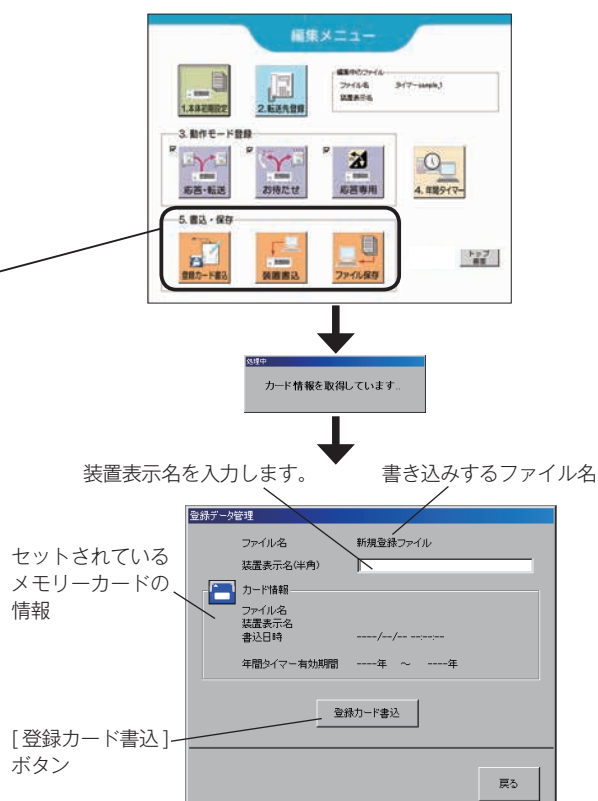 編集メニュー
編集中のファイル
ファイル名 タイマーsample_1
装置表示名
1.本体初期設定
2.転送先登録
3. 動作モード登録
応答・転送
お待たせ
応答専用
4. 年間タイマー
5. 書込・保存
登録カード書込
装置書込
ファイル保存
トップ
画面
処理中
カード情報を取得しています..
装置表示名を入力します。
書き込みするファイル名
登録データ管理
ファイル名 新規登録ファイル
装置表示名(半角)
セットされている
メモリーカードの
情報
カード情報
ファイル名
装置表示名
書込日時 ----/--/-- --:--:--
年間タイマー有効期間 ----年 ～ ----年
登録カード書込
[ 登録カード書込 ]
ボタン
戻る